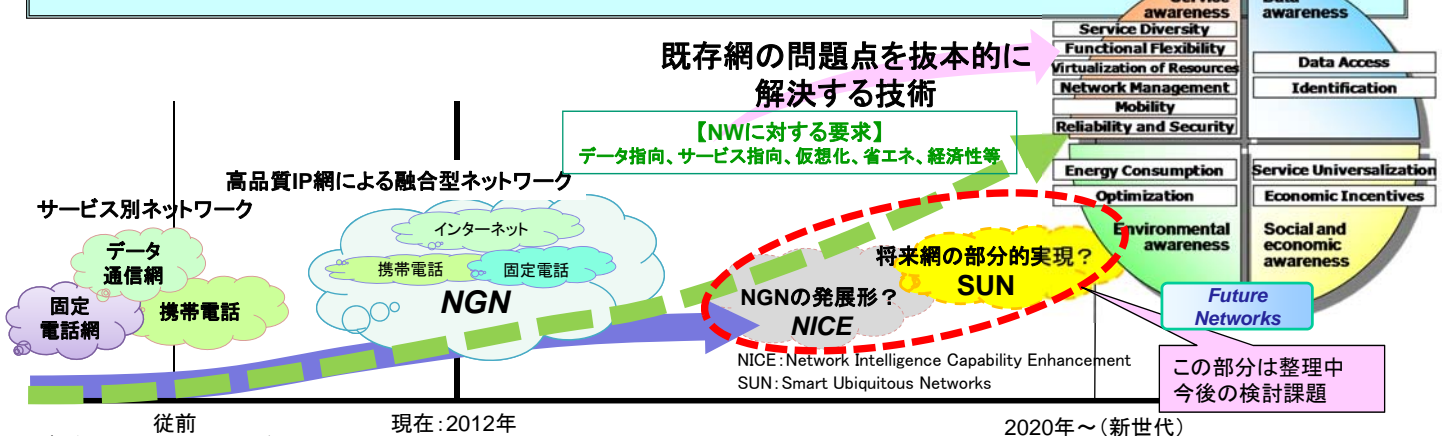 awareness
awareness
Service Diversity
Functional Flexibility
Virtualization of Resources
Network Management
Mobility
Reliability and Security
Data Access
Identification
Energy Consumption
Optimization
Environmental
awareness
Service Universalization
Economic Incentives
Social and
economic
awareness
Future
Networks
既存網の問題点を抜本的に
解決する技術
【NWに対する要求】
データ指向、サービス指向、仮想化、省エネ、経済性等
高品質IP網による融合型ネットワーク
サービス別ネットワーク
データ
通信網
固定
電話網
携帯電話
インターネット
携帯電話
固定電話
NGN
NGNの発展形？
NICE
将来網の部分的実現？
SUN
NICE：Network Intelligence Capability Enhancement
SUN：Smart Ubiquitous Networks
この部分は整理中
今後の検討課題
従前
現在：2012年
2020年～（新世代）